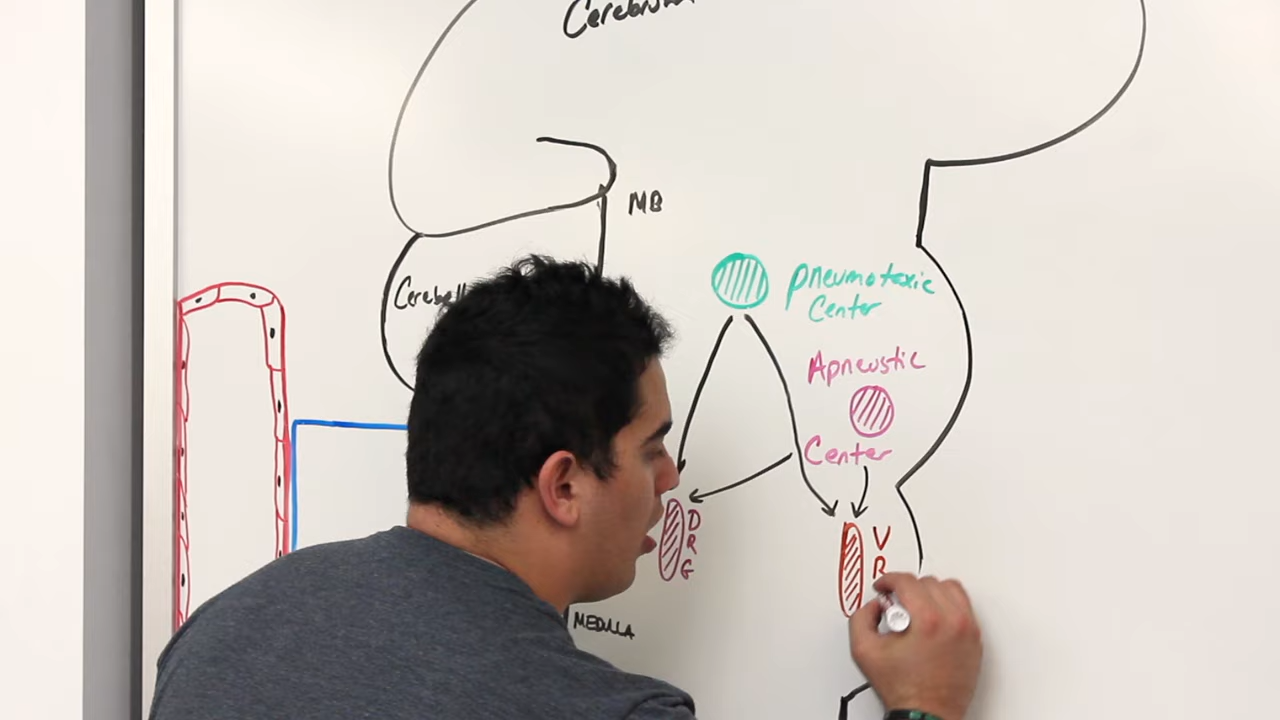 Cerebrum
MB
Cerebell
Pneumotaxic
Center
Apneustic
Center
D
R
G
V
R
MEDULLA